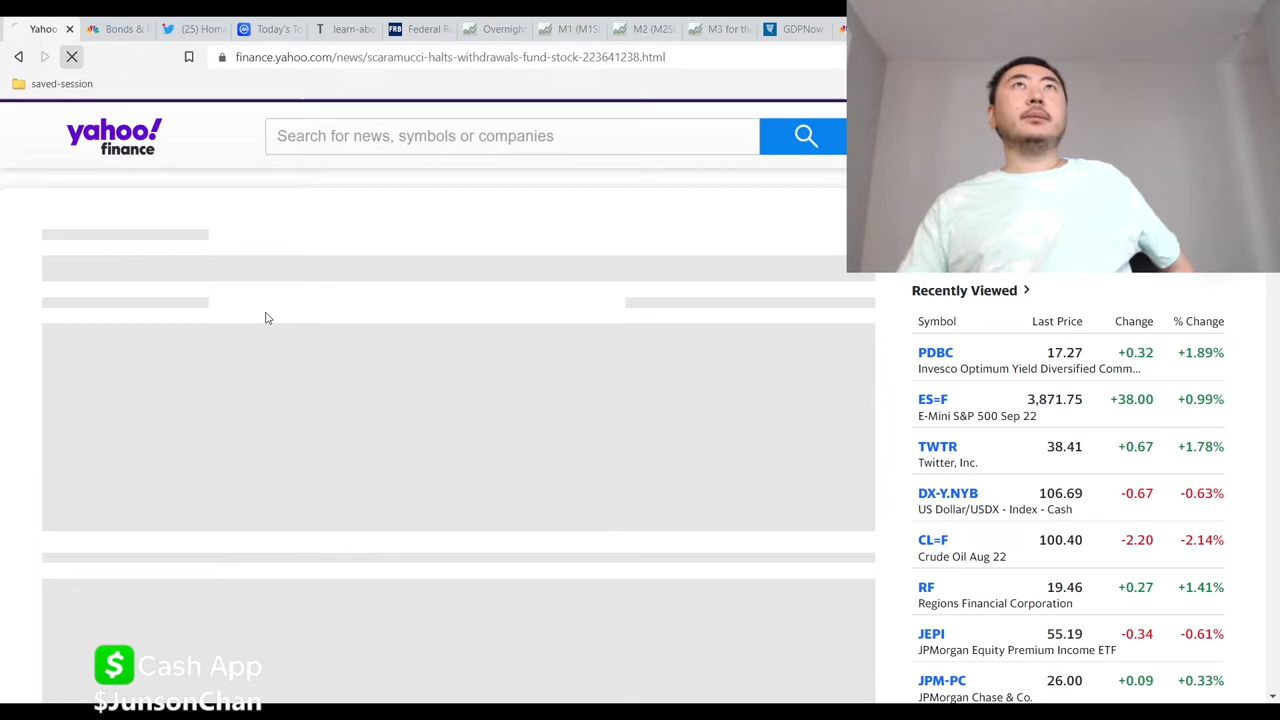 Yahoo
Bonds &
(25) Home
Today's To
learn-abo
FRB
Federal R
Overnigh
M1 (M1S
M2 (M2S
M3 for th
GDPNow
finance.yahoo.com/news/scaramucci-halts-withdrawals-fund-stock-223641238.html
saved-session
yahoo!
finance
Search for news, symbols or companies
Recently Viewed
Symbol Last Price Change % Change
PDBC 17.27 +0.32 +1.89%
Invesco Optimum Yield Diversified Comm...
ES=F 3,871.75 +38.00 +0.99%
E-Mini S&P 500 Sep 22
TWTR 38.41 +0.67 +1.78%
Twitter, Inc.
DX-Y.NYB 106.69 -0.67 -0.63%
US Dollar/USDX - Index - Cash
CL=F 100.40 -2.20 -2.14%
Crude Oil Aug 22
RF 19.46 +0.27 +1.41%
Regions Financial Corporation
JEPI 55.19 -0.34 -0.61%
JPMorgan Equity Premium Income ETF
JPM-PC 26.00 +0.09 +0.33%
JPMorgan Chase & Co.
$ Cash App
$JunsonChan